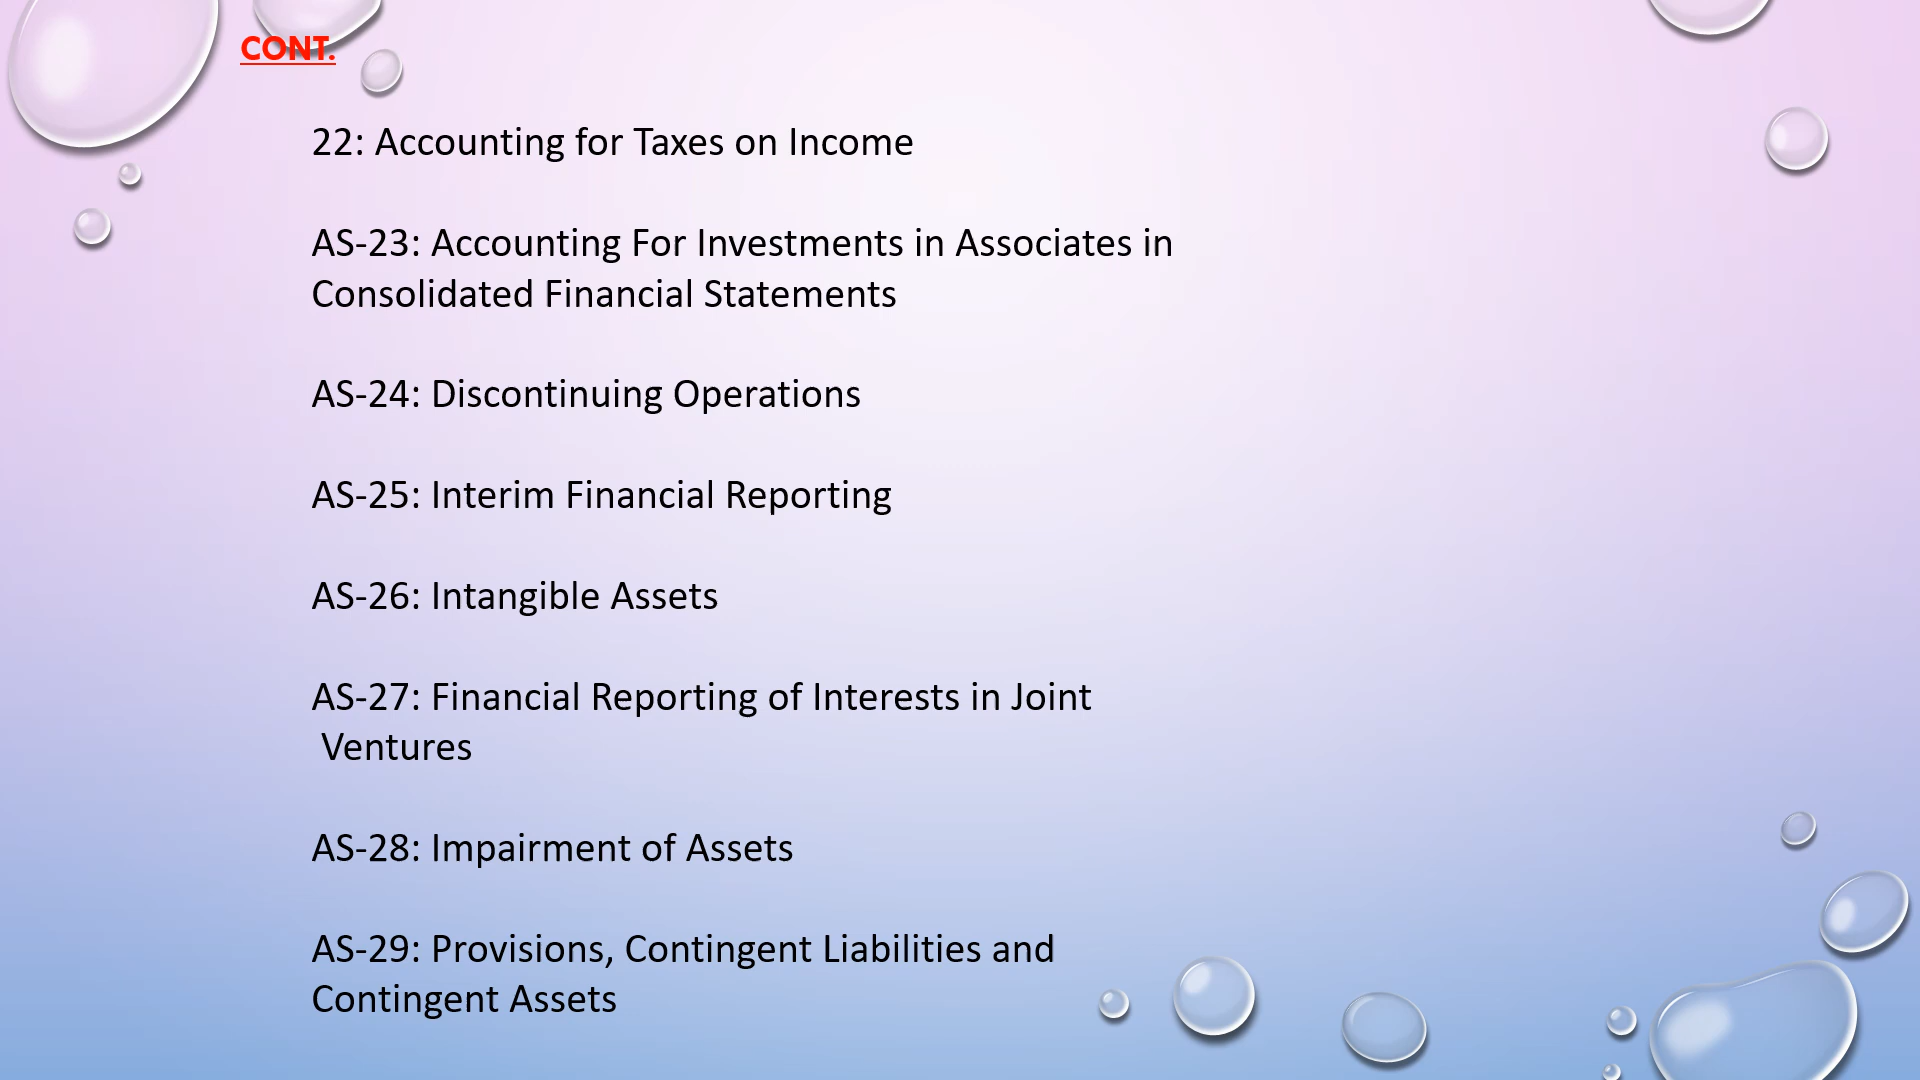 CONT.
22: Accounting for Taxes on Income
AS-23: Accounting For Investments in Associates in
Consolidated Financial Statements
AS-24: Discontinuing Operations
AS-25: Interim Financial Reporting
AS-26: Intangible Assets
AS-27: Financial Reporting of Interests in Joint
Ventures
AS-28: Impairment of Assets
AS-29: Provisions, Contingent Liabilities and
Contingent Assets